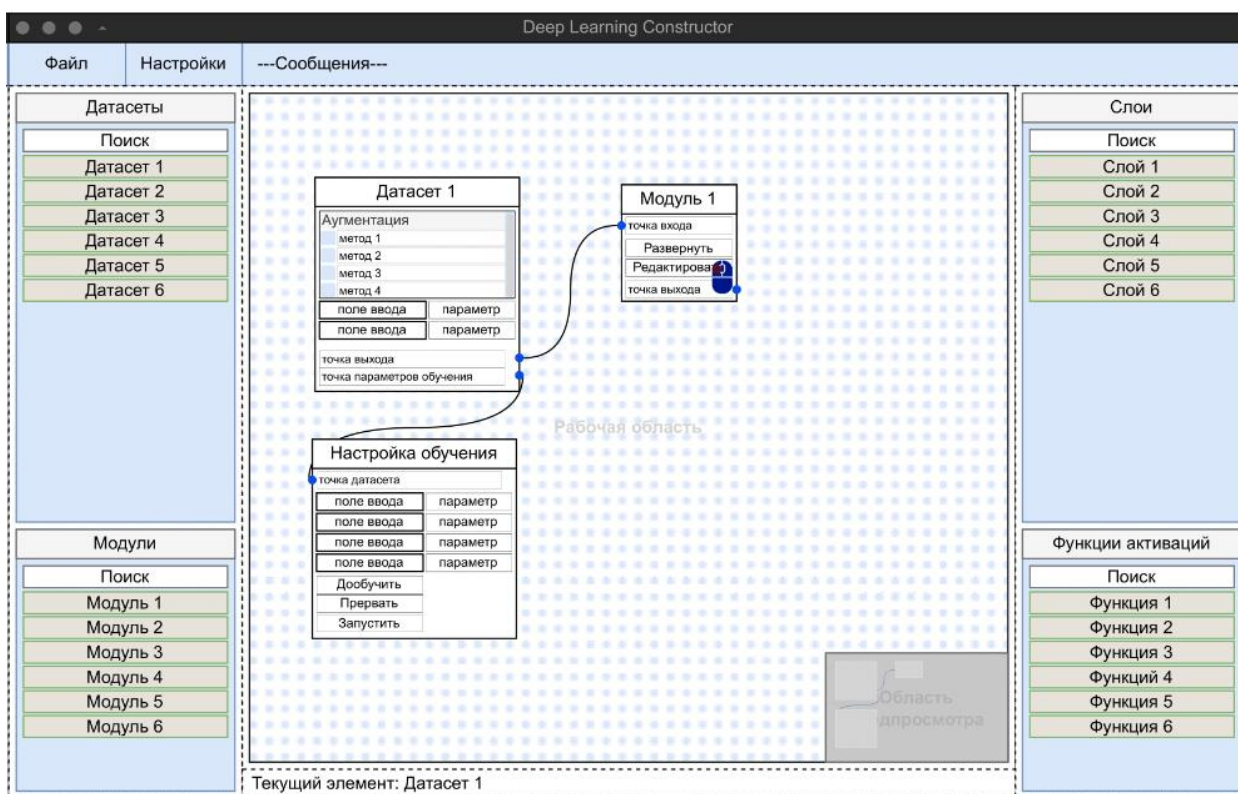 Deep Learning Constructor
Файл
Настройки
---Сообщения---
Датасеты
Поиск
Датасет 1
Датасет 2
Датасет 3
Датасет 4
Датасет 5
Датасет 6
Модули
Поиск
Модуль 1
Модуль 2
Модуль 3
Модуль 4
Модуль 5
Модуль 6
Датасет 1
Аугментация
метод 1
метод 2
метод 3
метод 4
поле ввода параметр
поле ввода параметр
точка выхода
точка параметров обучения
Модуль 1
точка входа
Развернуть
Редактирова
точка выхода
Рабочая область
Настройка обучения
точка датасета
поле ввода параметр
поле ввода параметр
поле ввода параметр
поле ввода параметр
Дообучить
Прервать
Запустить
Область
дпросмотра
Текущий элемент: Датасет 1
Слои
Поиск
Слой 1
Слой 2
Слой 3
Слой 4
Слой 5
Слой 6
Функции активаций
Поиск
Функция 1
Функция 2
Функция 3
Функций 4
Функция 5
Функция 6